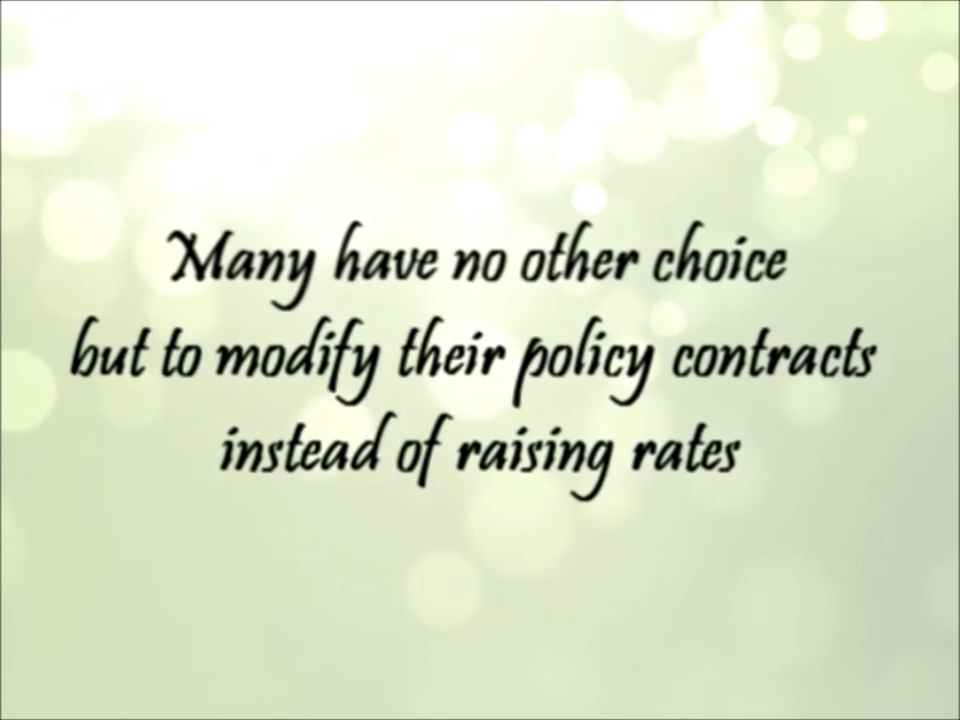 Many have no other choice
but to modify their policy contracts
instead of raising rates